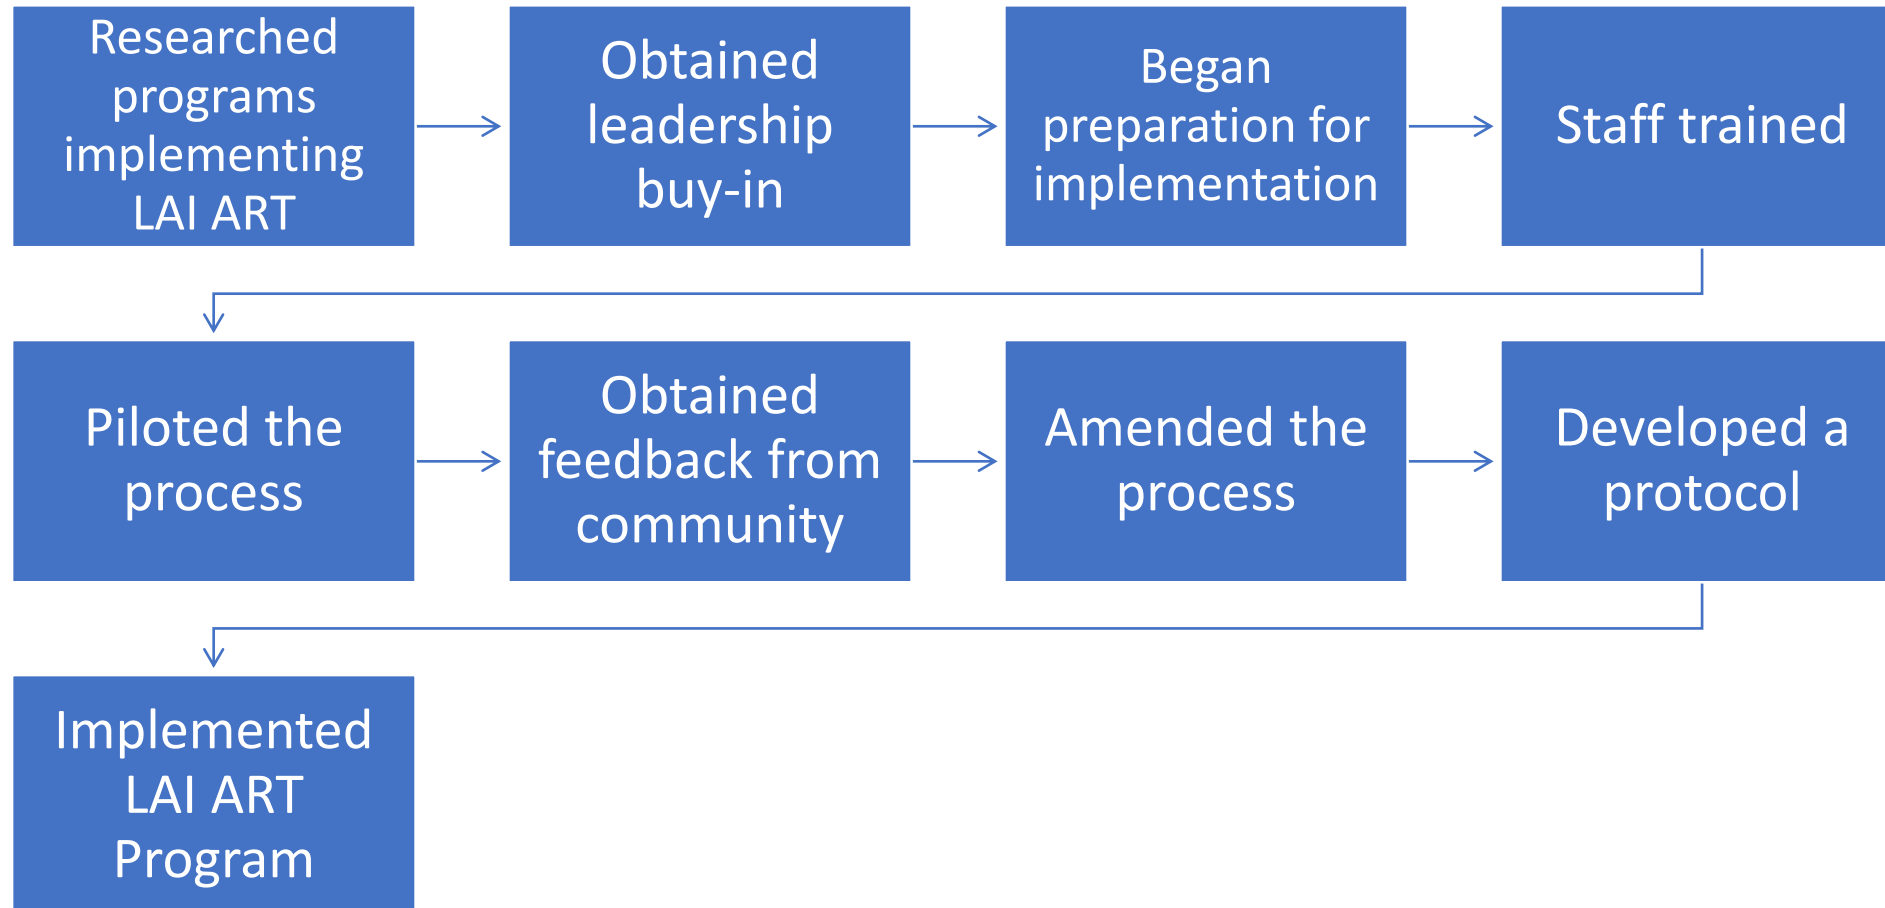 Researched
programs
implementing
LAI ART
Obtained
leadership
buy-in
Began
preparation for
implementation
Staff trained
Piloted the
process
Obtained
feedback from
community
Amended the
process
Developed a
protocol
Implemented
LAI ART
Program